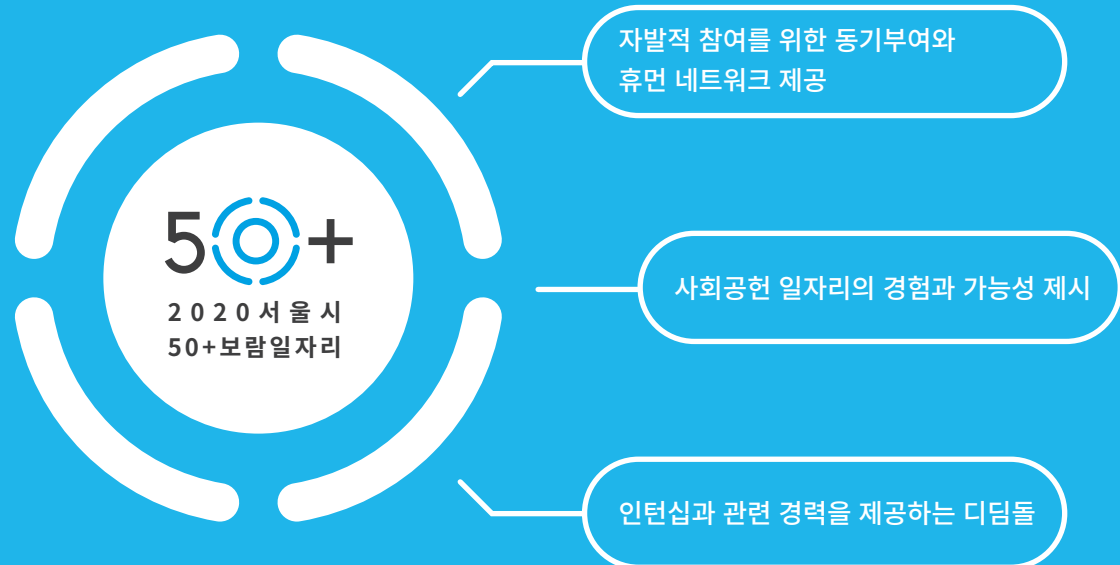 자발적 참여를 위한 동기부여와
휴먼 네트워크 제공
50+
2020서울시
50+보람일자리
사회공헌 일자리의 경험과 가능성 제시
인턴십과 관련 경력을 제공하는 디딤돌